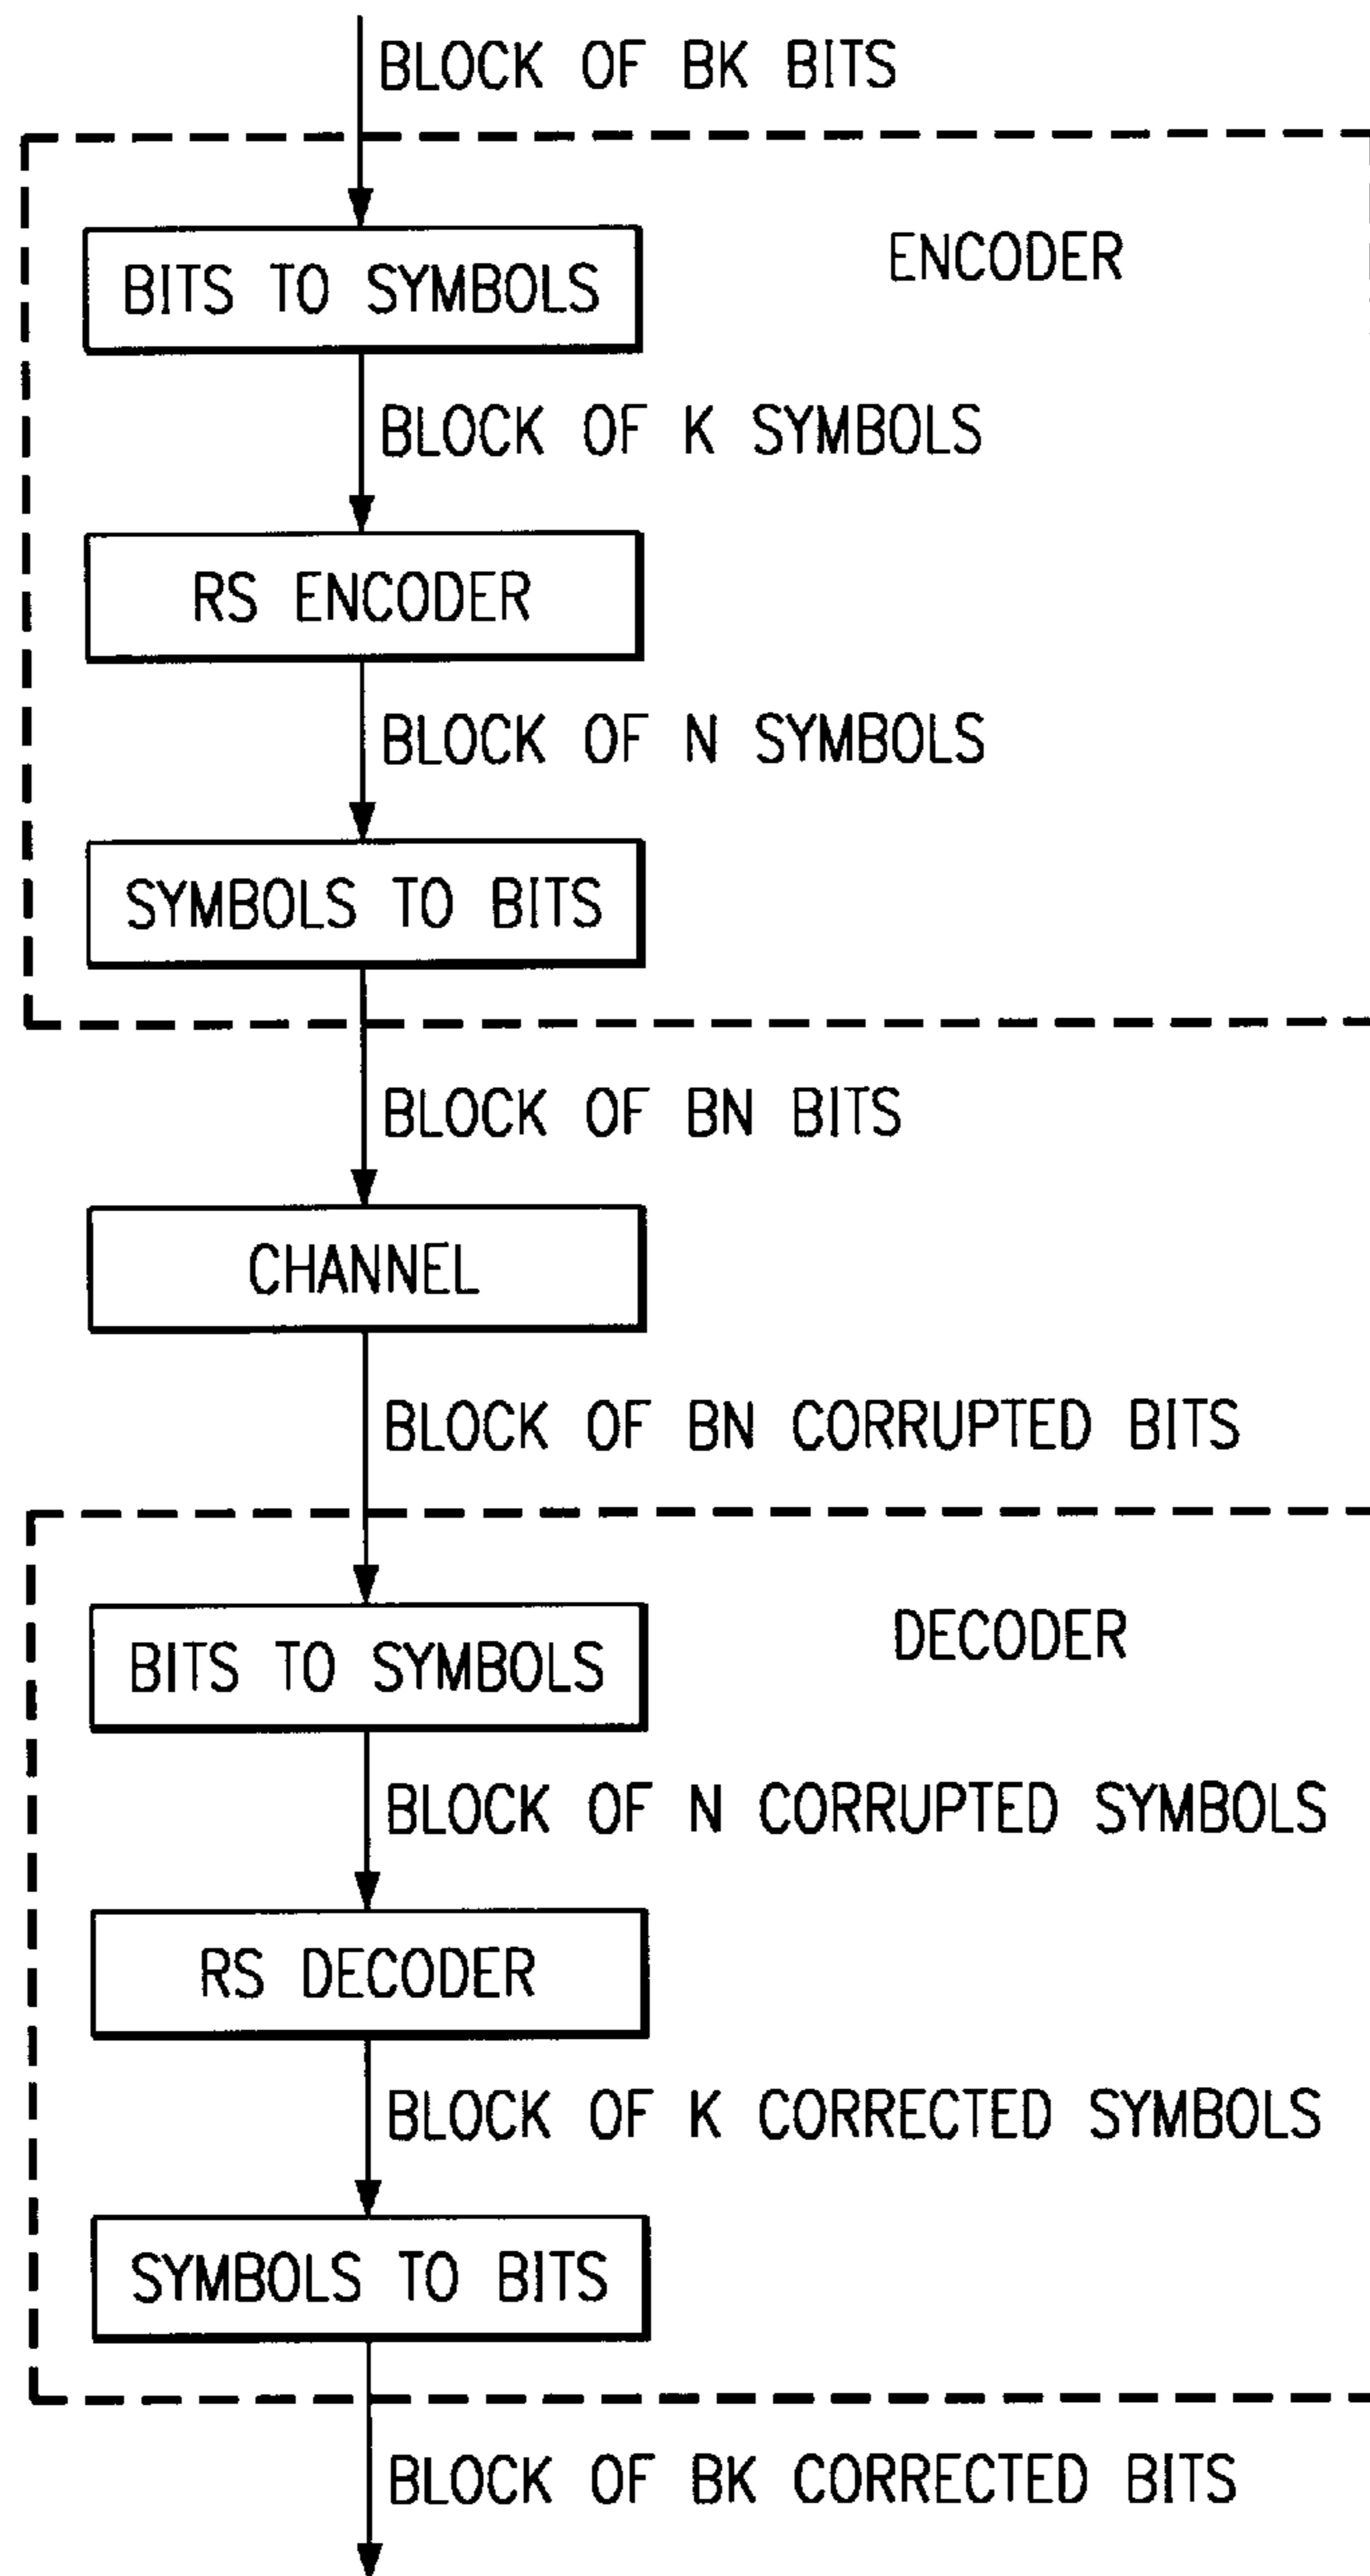 BLOCK OF BK BITS
ENCODER
BITS TO SYMBOLS
BLOCK OF K SYMBOLS
RS ENCODER
BLOCK OF N SYMBOLS
SYMBOLS TO BITS
BLOCK OF BN BITS
CHANNEL
BLOCK OF BN CORRUPTED BITS
DECODER
BITS TO SYMBOLS
BLOCK OF N CORRUPTED SYMBOLS
RS DECODER
BLOCK OF K CORRECTED SYMBOLS
SYMBOLS TO BITS
BLOCK OF BK CORRECTED BITS